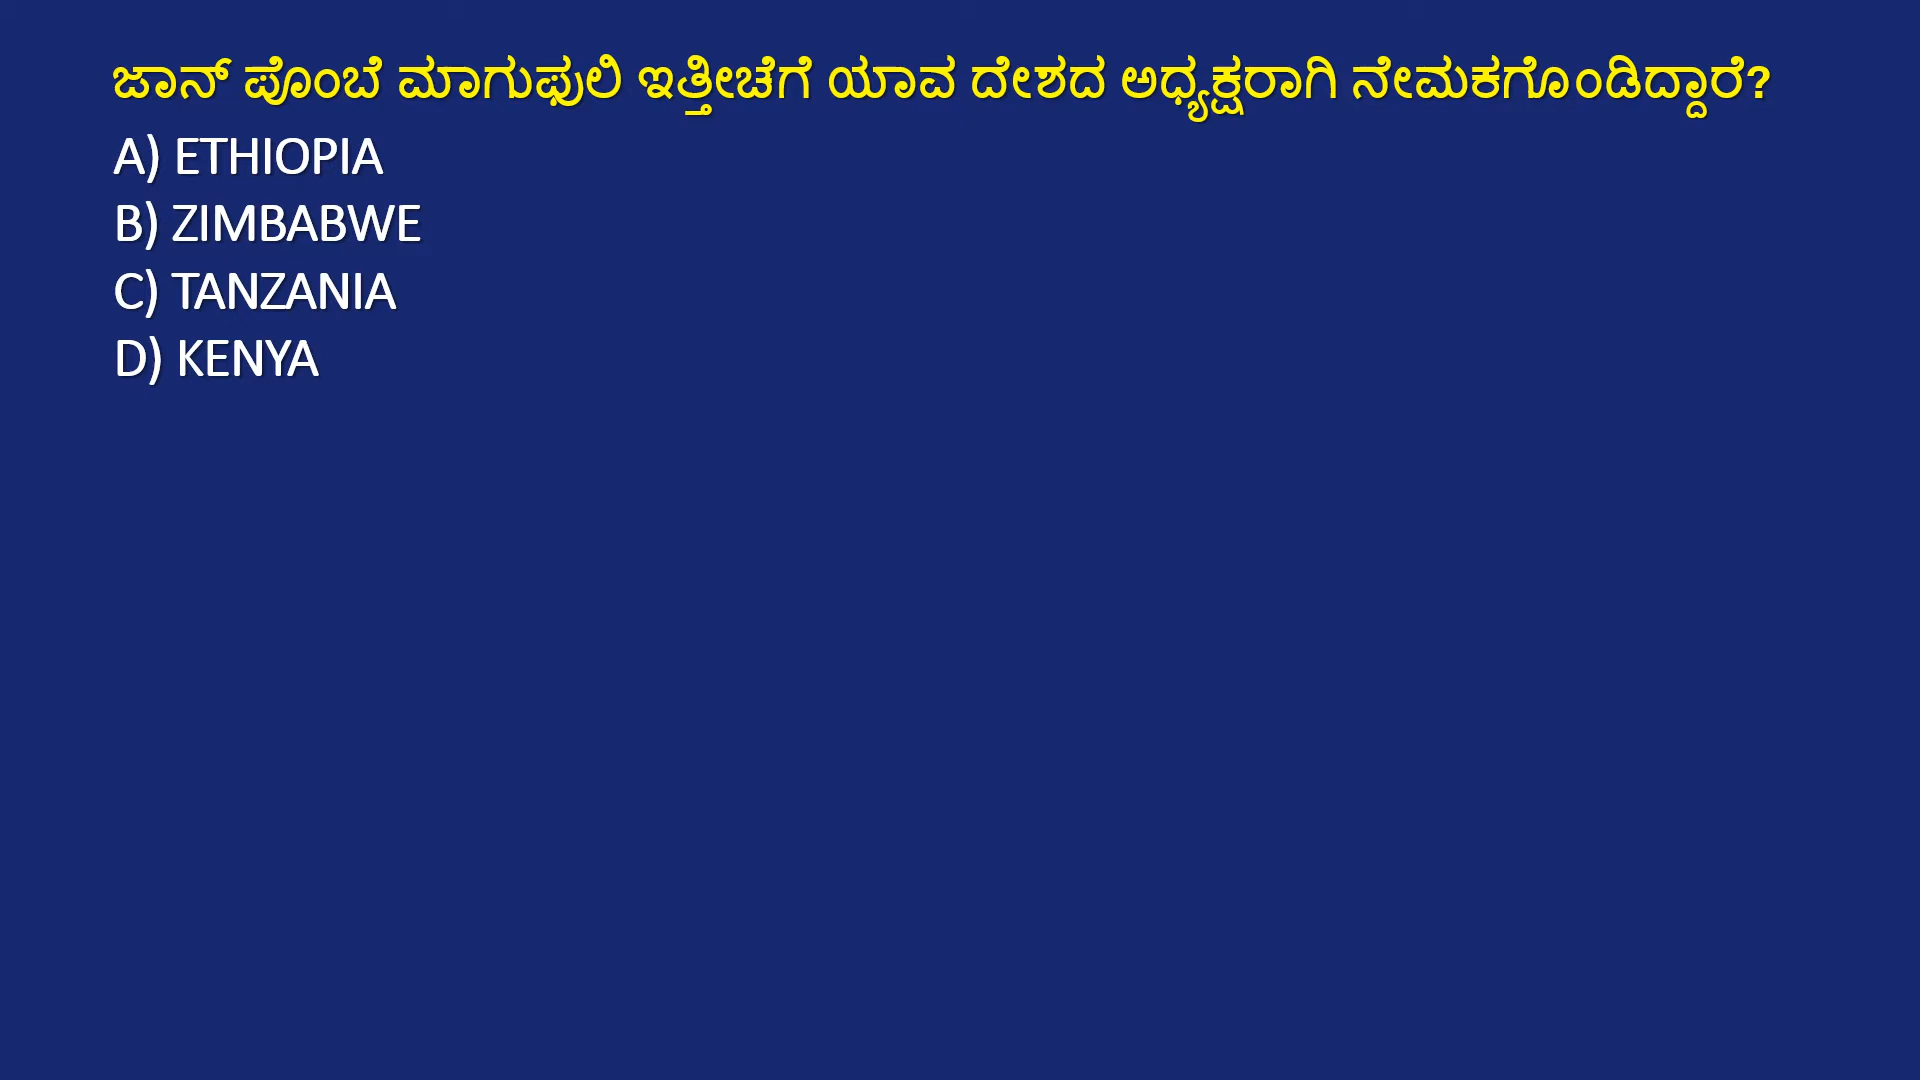 ಜಾನ್ ಪೊಂಬೆ ಮಾಗುಫುಲಿ ಇತ್ತೀಚೆಗೆ ಯಾವ ದೇಶದ ಅಧ್ಯಕ್ಷರಾಗಿ ನೇಮಕಗೊಂಡಿದ್ದಾರೆ?
A) ETHIOPIA
B) ZIMBABWE
C) TANZANIA
D) KENYA